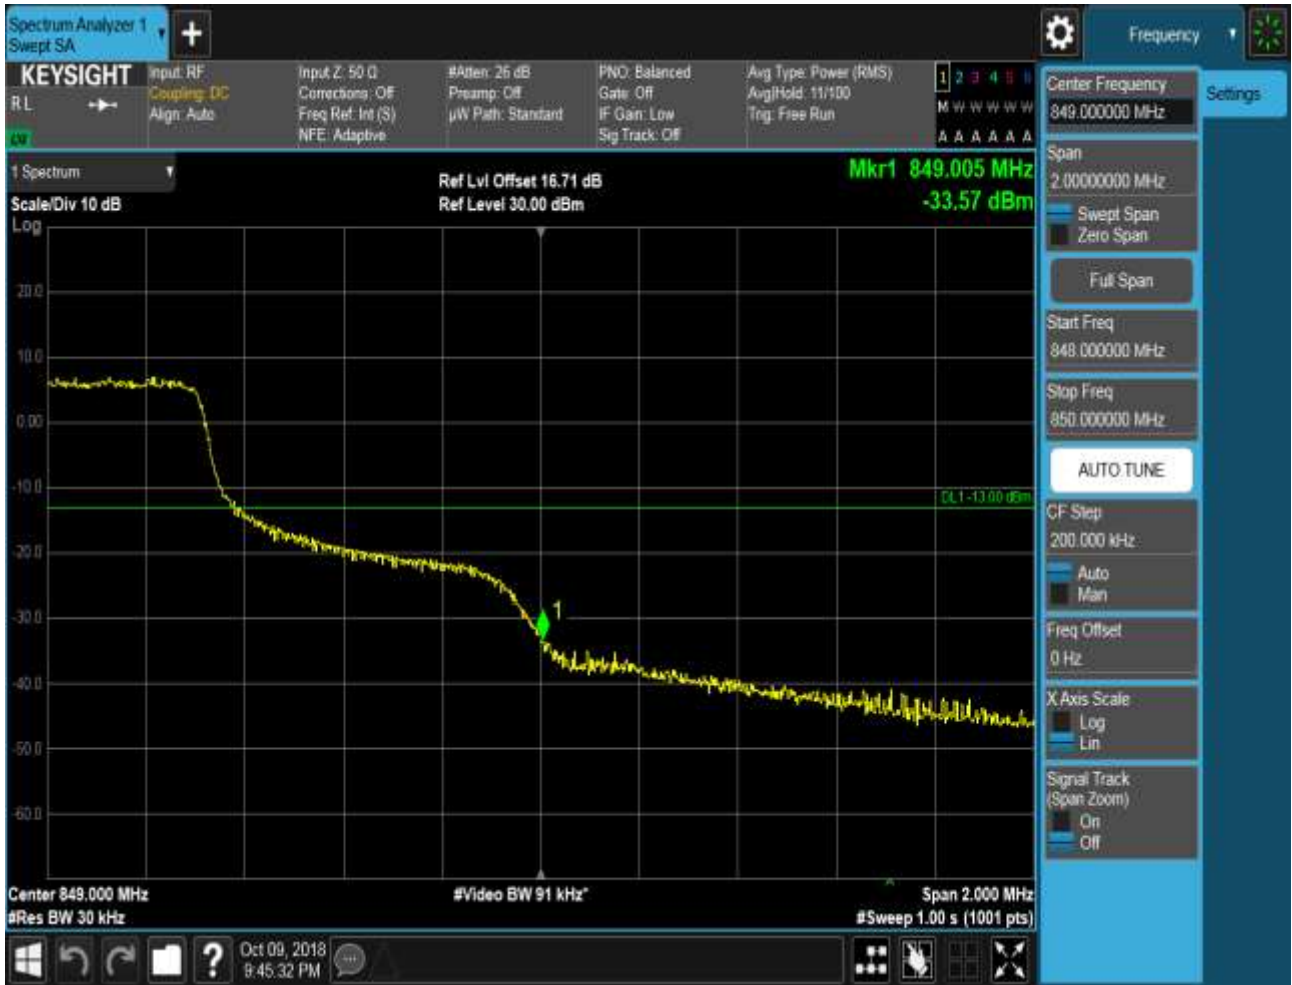 Spectrum Analyzer 1
Swept SA
+
Frequency
KEYSIGHT
RL
Input: RF
Coupling: DC
Align: Auto
Input Z: 50 Ω
Corrections: Off
Freq Ref: Int (S)
NFE: Adaptive
#Atten: 26 dB
Preamp: Off
µW Path: Standard
PNO: Balanced
Gate: Off
IF Gain: Low
Sig Track: Off
Avg Type: Power (RMS)
Avg|Hold: 11/100
Trig: Free Run
1 2 3 4 5 6
M W W W W W
A A A A A A
1 Spectrum
Scale/Div 10 dB
Log
Ref Lvl Offset 16.71 dB
Ref Level 30.00 dBm
Mkr1 849.005 MHz
-33.57 dBm
20.0
10.0
0.00
-10.0
-20.0
-30.0
-40.0
-50.0
-60.0
DL1 -13.00 dBm
1
Center 849.000 MHz
#Res BW 30 kHz
#Video BW 91 kHz*
Span 2.000 MHz
#Sweep 1.00 s (1001 pts)
Center Frequency
849.000000 MHz
Settings
Span
2.00000000 MHz
Swept Span
Zero Span
Full Span
Start Freq
848.000000 MHz
Stop Freq
850.000000 MHz
AUTO TUNE
CF Step
200.000 kHz
Auto
Man
Freq Offset
0 Hz
X Axis Scale
Log
Lin
Signal Track
(Span Zoom)
On
Off
?
Oct 09, 2018
9:45:32 PM